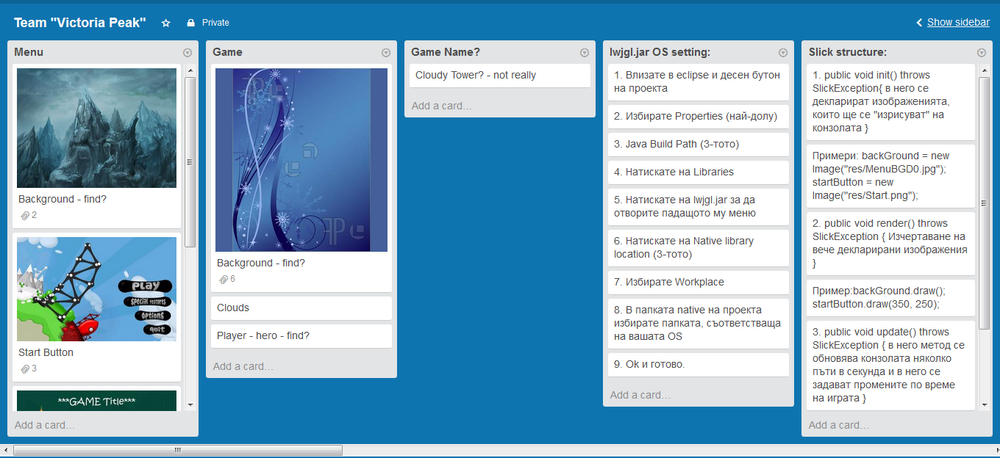 Team "Victoria Peak"
Private
Show sidebar
Menu
Background - find?
2
play
special features
options
quit
Start Button
3
***GAME Title***
Add a card...
Game
Background - find?
6
Clouds
Player - hero - find?
Add a card...
Game Name?
Cloudy Tower? - not really
Add a card...
lwjgl.jar OS setting:
1. Влизате в eclipse и десен бутон
на проекта
2. Избирате Properties (най-долу)
3. Java Build Path (3-тото)
4. Натискате на Libraries
5. Натискате на lwjgl.jar за да
отворите падащото му меню
6. Натискате на Native library
location (3-тото)
7. Избирате Workplace
8. В папката native на проекта
избирате папката, съответстваща
на вашата OS
9. Ok и готово.
Add a card...
Slick structure:
1. public void init() throws
SlickException{ в него се
декларират изображенията,
които ще се "изрисуват" на
конзолата }
Примери: backGround = new
Image("res/MenuBGD0.jpg");
startButton = new
Image("res/Start.png");
2. public void render() throws
SlickException { Изчертаване на
вече декларирани изображения
}
Пример:backGround.draw();
startButton.draw(350, 250);
3. public void update() throws
SlickException { в него метод се
обновява конзолата няколко
пъти в секунда и в него се
задават промените по време
на играта }
Add a card...